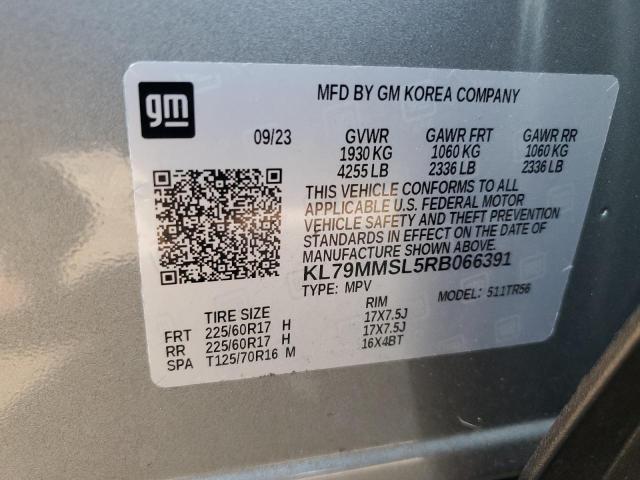 gm
MFD BY GM KOREA COMPANY
09/23 GVWR GAWR FRT GAWR RR
1930 KG 1060 KG 1060 KG
4255 LB 2336 LB 2336 LB
THIS VEHICLE CONFORMS TO ALL
APPLICABLE U.S. FEDERAL MOTOR
VEHICLE SAFETY AND THEFT PREVENTION
STANDARDS IN EFFECT ON THE DATE OF
MANUFACTURE SHOWN ABOVE.
KL79MMSL5RB066391
TYPE: MPV MODEL: 511TR56
TIRE SIZE RIM
FRT 225/60R17 H 17X7.5J
RR 225/60R17 H 17X7.5J
SPA T125/70R16 M 16X4BT